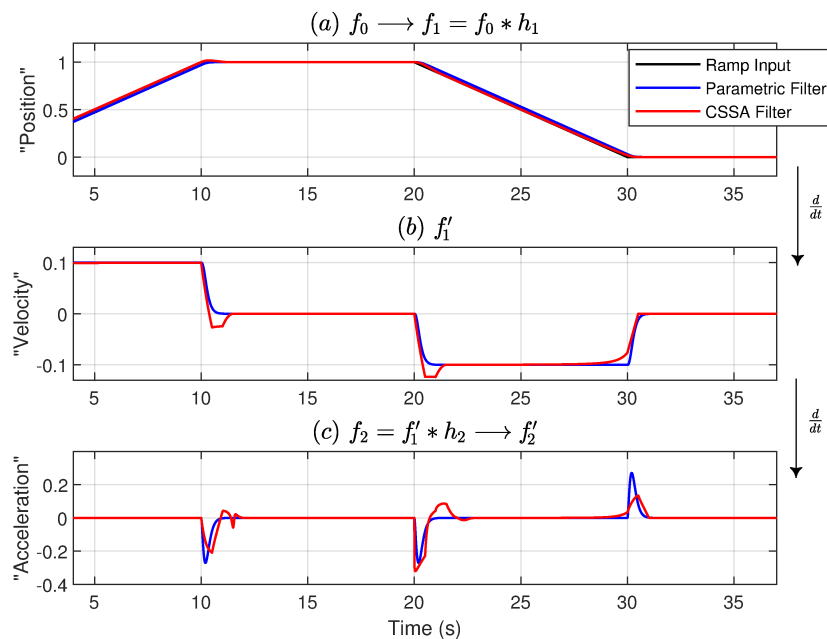 (a) f₀ ⟶ f₁ = f₀ * h₁
"Position"
1
0.5
0
Ramp Input
Parametric Filter
CSSA Filter
5 10 15 20 25 30 35
d/dt
(b) f₁′
"Velocity"
0.1
0
-0.1
5 10 15 20 25 30 35
d/dt
(c) f₂ = f₁′ * h₂ ⟶ f₂′
"Acceleration"
0.2
0
-0.2
-0.4
5 10 15 20 25 30 35
Time (s)